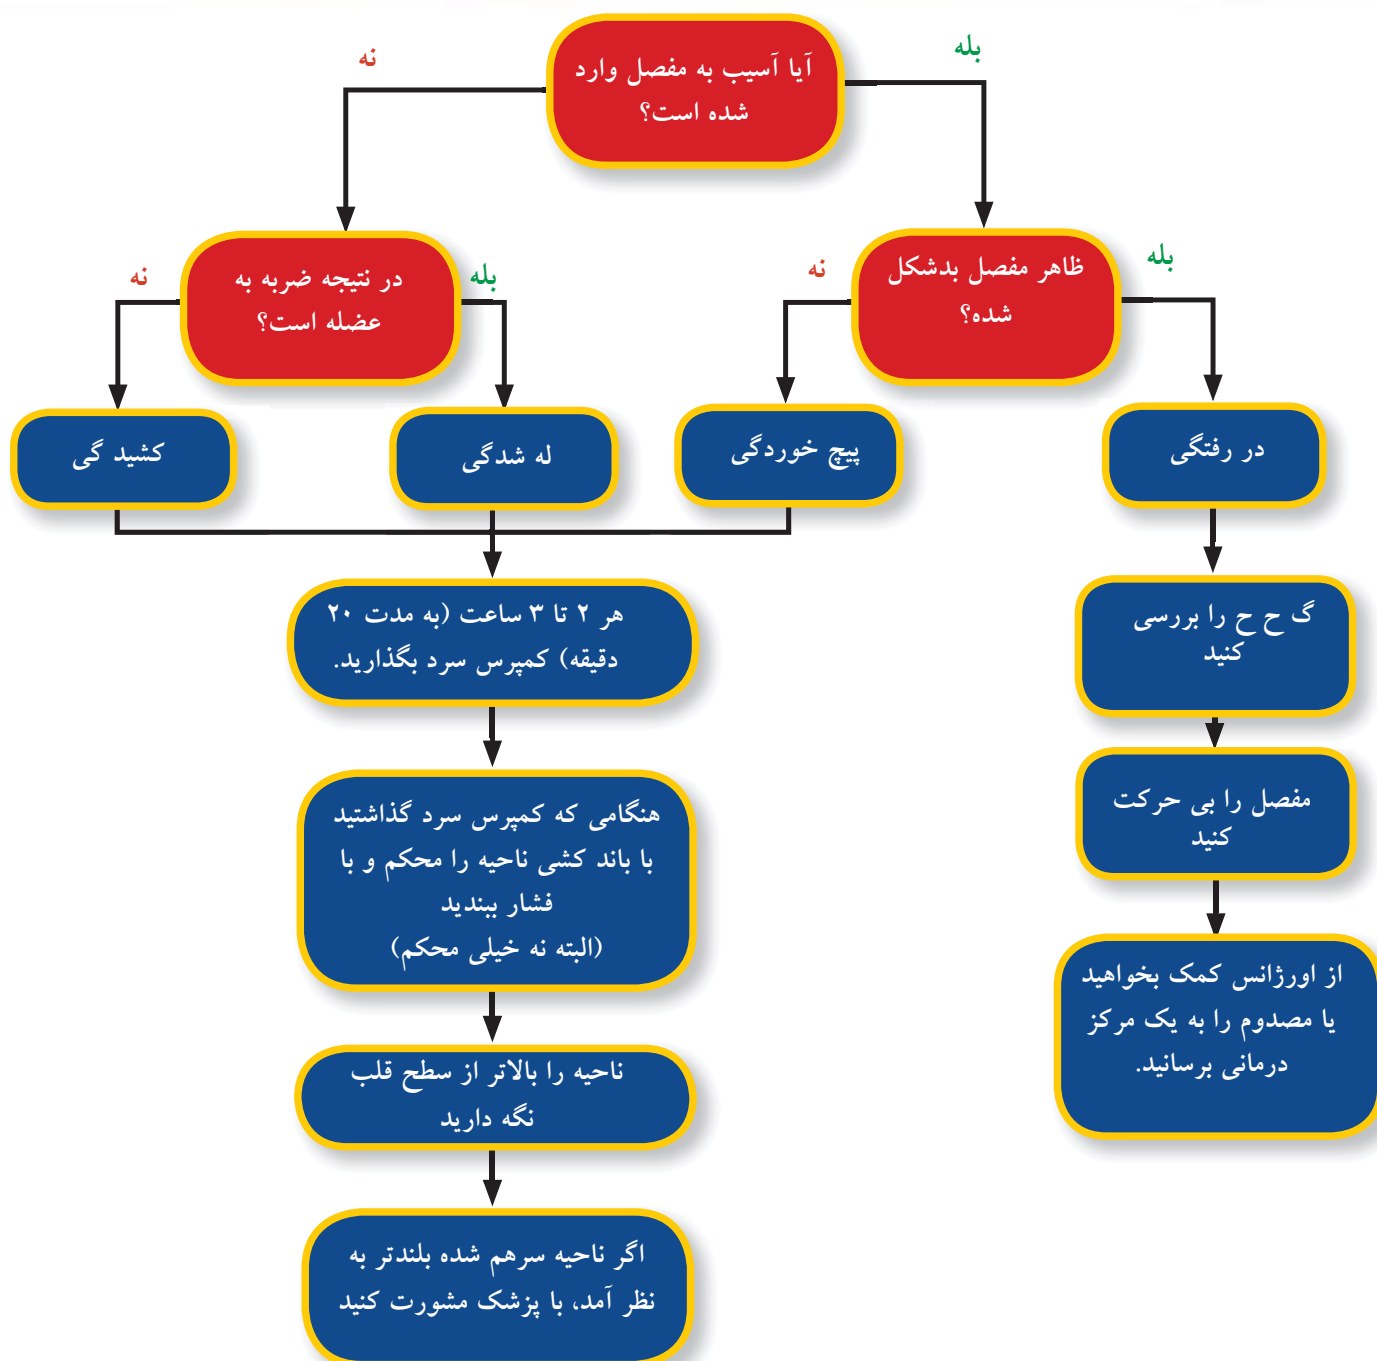 آیا آسیب به مفصل وارد
شده است؟
بله
نه
ظاهر مفصل بدشکل
شده؟
بله
نه
در نتیجه ضربه به
عضله است؟
بله
نه
در رفتگی
پیچ خوردگی
له شدگی
کشید گی
گ ح ح را بررسی
کنید
مفصل را بی حرکت
کنید
از اورژانس کمک بخواهید
یا مصدوم را به یک مرکز
درمانی برسانید.
هر ۲ تا ۳ ساعت (به مدت ۲۰
دقیقه) کمپرس سرد بگذارید.
هنگامی که کمپرس سرد گذاشتید
با باند کشی ناحیه را محکم و با
فشار ببندید
(البته نه خیلی محکم)
ناحیه را بالاتر از سطح قلب
نگه دارید
اگر ناحیه سرهم شده بلندتر به
نظر آمد، با پزشک مشورت کنید